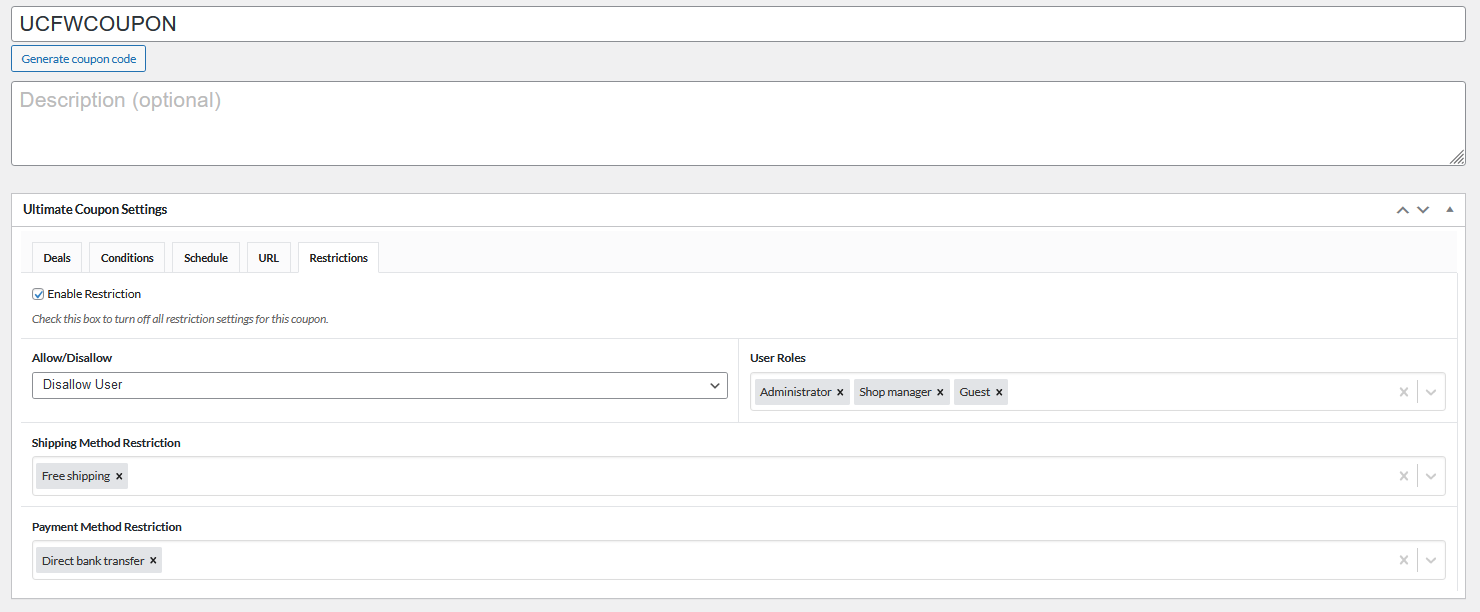 UCFWCOUPON
Generate coupon code
Description (optional)
Ultimate Coupon Settings
Deals Conditions Schedule URL Restrictions
Enable Restriction
Check this box to turn off all restriction settings for this coupon.
Allow/Disallow
Disallow User
User Roles
Administrator × Shop manager × Guest ×
Shipping Method Restriction
Free shipping ×
Payment Method Restriction
Direct bank transfer ×